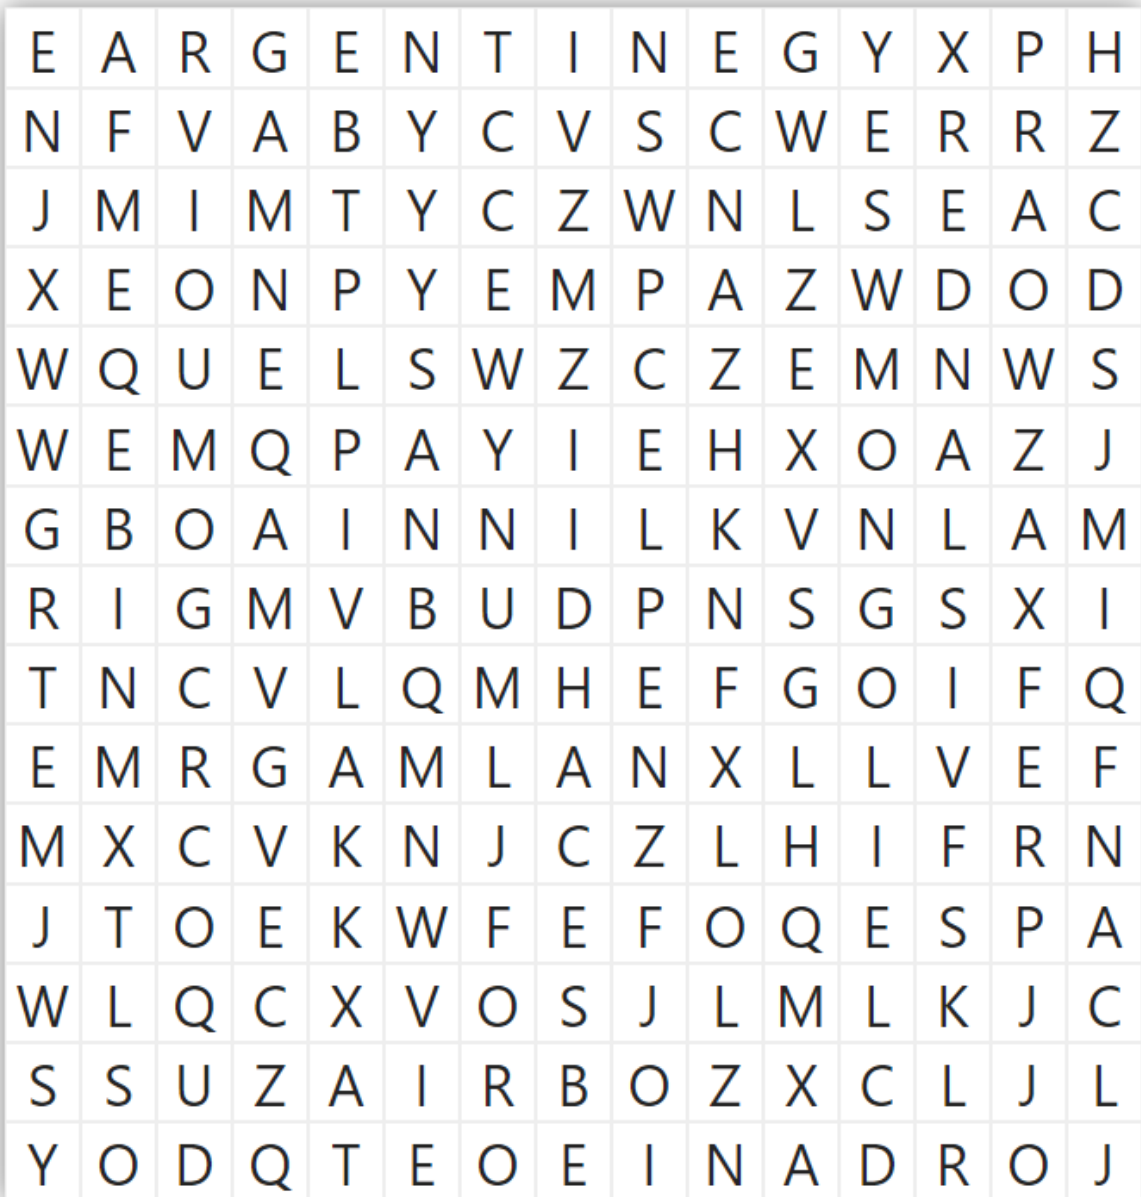 E A R G E N T I N E G Y X P H
N F V A B Y C V S C W E R R Z
J M I M T Y C Z W N L S E A C
X E O N P Y E M P A Z W D O D
W Q U E L S W Z C Z E M N W S
W E M Q P A Y I E H X O A Z J
G B O A I N N I L K V N L A M
R I G M V B U D P N S G S X I
T N C V L Q M H E F G O I F Q
E M R G A M L A N X L L V E F
M X C V K N J C Z L H I F R N
J T O E K W F E F O Q E S P A
W L Q C X V O S J L M L K J C
S S U Z A I R B O Z X C L J L
Y O D Q T E O E I N A D R O J